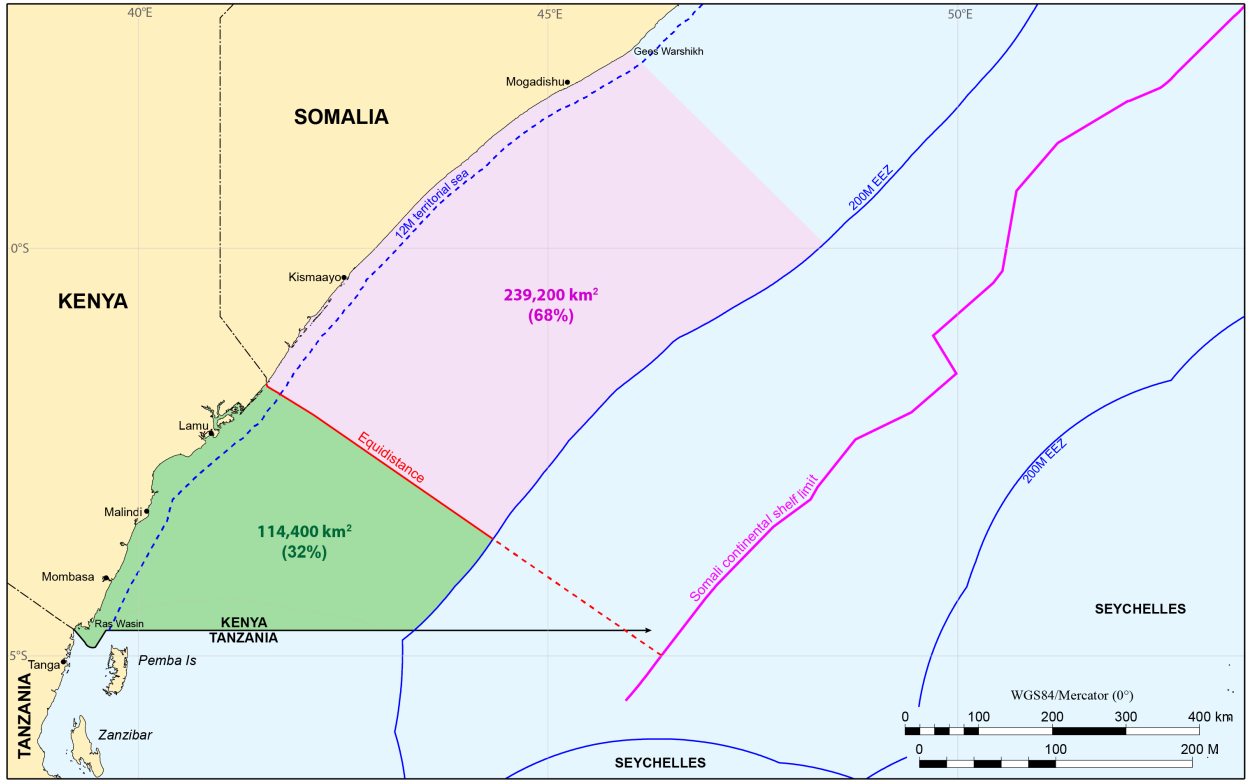 40°E
45°E
50°E
Gees Warshikh
Mogadishu
SOMALIA
12M territorial sea
200M EEZ
0°S
Kismaayo
KENYA
239,200 km²
(68%)
Lamu
Equidistance
200M EEZ
Malindi
114,400 km²
(32%)
Somali continental shelf limit
Mombasa
SEYCHELLES
Ras Wasin
KENYA
TANZANIA
5°S
Tanga
Pemba Is
TANZANIA
Zanzibar
WGS84/Mercator (0°)
0 100 200 300 400 km
0 100 200 M
SEYCHELLES